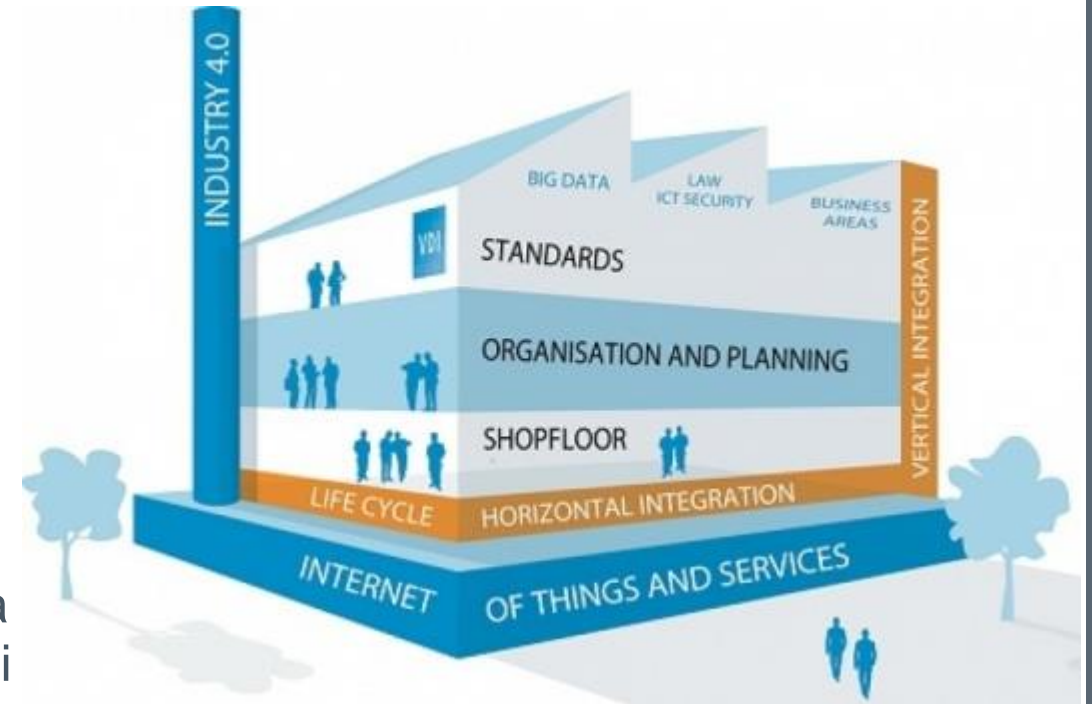 INDUSTRY 4.0
BIG DATA
LAW
ICT SECURITY
BUSINESS
AREAS
VDI
STANDARDS
ORGANISATION AND PLANNING
SHOPFLOOR
VERTICAL INTEGRATION
LIFE CYCLE
HORIZONTAL INTEGRATION
INTERNET OF THINGS AND SERVICES
a
i